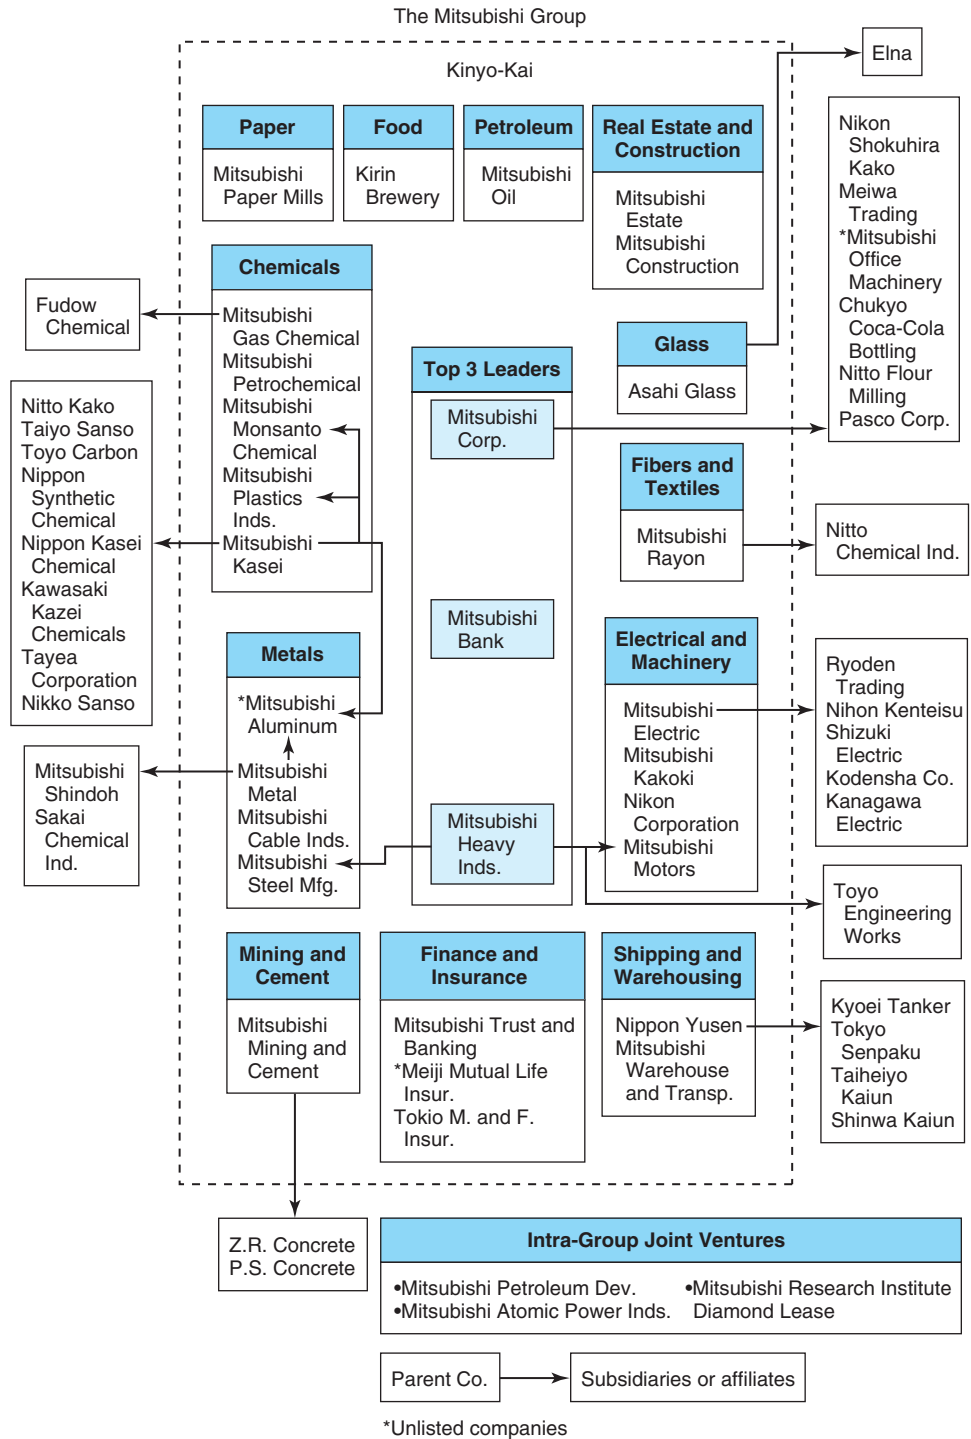 The Mitsubishi Group
Kinyo-Kai
Elna
Paper
Mitsubishi
Paper Mills
Food
Kirin
Brewery
Petroleum
Mitsubishi
Oil
Real Estate and
Construction
Mitsubishi
Estate
Mitsubishi
Construction
Nikon
Shokuhira
Kako
Meiwa
Trading
*Mitsubishi
Office
Machinery
Chukyo
Coca-Cola
Bottling
Nitto Flour
Milling
Pasco Corp.
Chemicals
Mitsubishi
Gas Chemical
Mitsubishi
Petrochemical
Mitsubishi
Monsanto
Chemical
Mitsubishi
Plastics
Inds.
Mitsubishi
Kasei
Fudow
Chemical
Nitto Kako
Taiyo Sanso
Toyo Carbon
Nippon
Synthetic
Chemical
Nippon Kasei
Chemical
Kawasaki
Kazei
Chemicals
Tayea
Corporation
Nikko Sanso
Top 3 Leaders
Mitsubishi
Corp.
Mitsubishi
Bank
Mitsubishi
Heavy
Inds.
Glass
Asahi Glass
Fibers and
Textiles
Mitsubishi
Rayon
Nitto
Chemical Ind.
Metals
*Mitsubishi
Aluminum
Mitsubishi
Metal
Mitsubishi
Cable Inds.
Mitsubishi
Steel Mfg.
Mitsubishi
Shindoh
Sakai
Chemical
Ind.
Electrical and
Machinery
Mitsubishi
Electric
Mitsubishi
Kakoki
Nikon
Corporation
Mitsubishi
Motors
Ryoden
Trading
Nihon Kenteisu
Shizuki
Electric
Kodensha Co.
Kanagawa
Electric
Toyo
Engineering
Works
Mining and
Cement
Mitsubishi
Mining and
Cement
Finance and
Insurance
Mitsubishi Trust and
Banking
*Meiji Mutual Life
Insur.
Tokio M. and F.
Insur.
Shipping and
Warehousing
Nippon Yusen
Mitsubishi
Warehouse
and Transp.
Kyoei Tanker
Tokyo
Senpaku
Taiheiyo
Kaiun
Shinwa Kaiun
Z.R. Concrete
P.S. Concrete
Intra-Group Joint Ventures
•Mitsubishi Petroleum Dev.
•Mitsubishi Atomic Power Inds.
•Mitsubishi Research Institute
Diamond Lease
Parent Co.
Subsidiaries or affiliates
*Unlisted companies